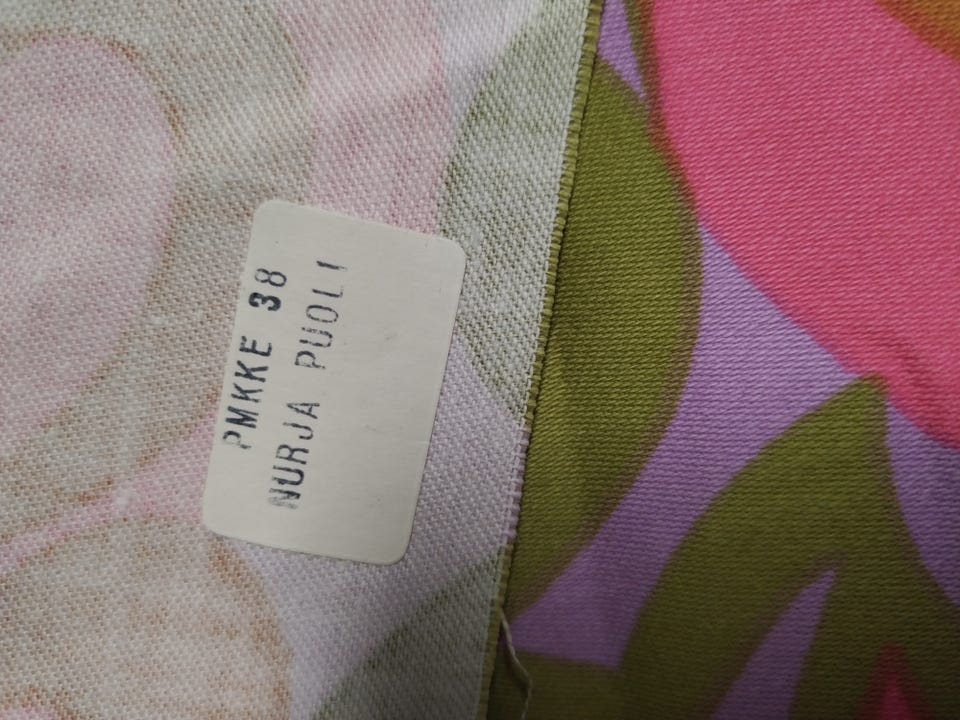 PMKKE 38
NURJA PUOLI